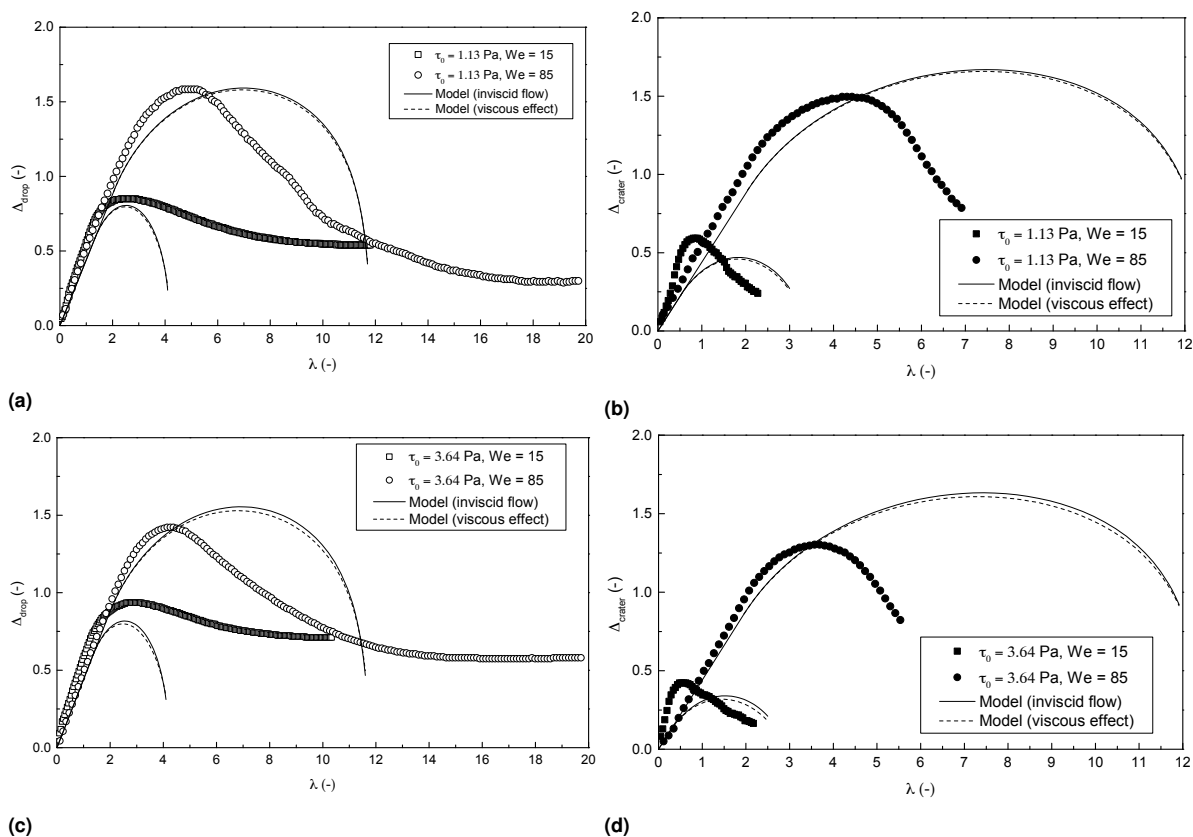 2.0
1.5
1.0
0.5
0.0
Δdrop (-)
τ0 = 1.13 Pa, We = 15
τ0 = 1.13 Pa, We = 85
Model (inviscid flow)
Model (viscous effect)
0 2 4 6 8 10 12 14 16 18 20
λ (-)
(a)
2.0
1.5
1.0
0.5
0.0
Δcrater (-)
τ0 = 1.13 Pa, We = 15
τ0 = 1.13 Pa, We = 85
Model (inviscid flow)
Model (viscous effect)
0 1 2 3 4 5 6 7 8 9 10 11 12
λ (-)
(b)
2.0
1.5
1.0
0.5
0.0
Δdrop (-)
τ0 = 3.64 Pa, We = 15
τ0 = 3.64 Pa, We = 85
Model (inviscid flow)
Model (viscous effect)
0 2 4 6 8 10 12 14 16 18 20
λ (-)
(c)
2.0
1.5
1.0
0.5
0.0
Δcrater (-)
τ0 = 3.64 Pa, We = 15
τ0 = 3.64 Pa, We = 85
Model (inviscid flow)
Model (viscous effect)
0 1 2 3 4 5 6 7 8 9 10 11 12
λ (-)
(d)